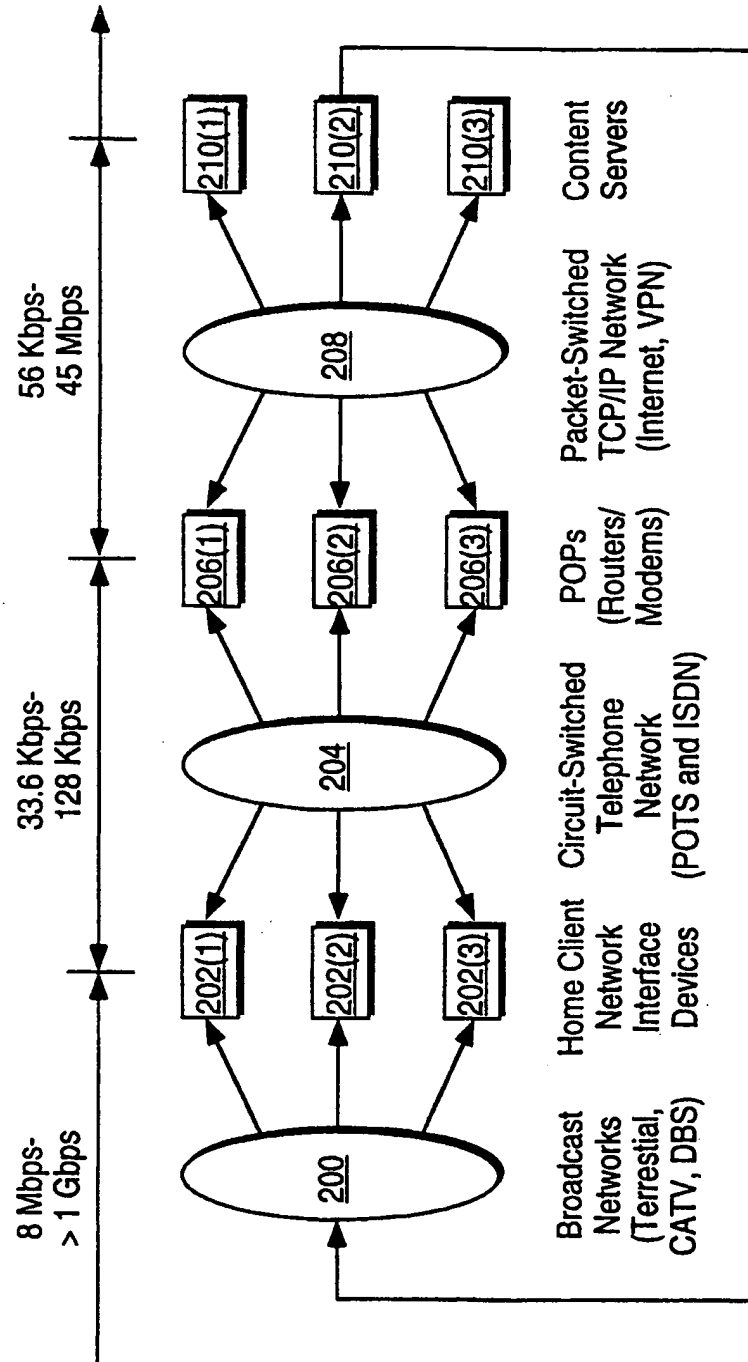 8 Mbps-
> 1 Gbps
33.6 Kbps-
128 Kbps
56 Kbps-
45 Mbps
200
202(1)
202(2)
202(3)
204
206(1)
206(2)
206(3)
208
210(1)
210(2)
210(3)
Broadcast
Networks
(Terrestial,
CATV, DBS)
Home Client
Network
Interface
Devices
Circuit-Switched
Telephone
Network
(POTS and ISDN)
POPs
(Routers/
Modems)
Packet-Switched
TCP/IP Network
(Internet, VPN)
Content
Servers